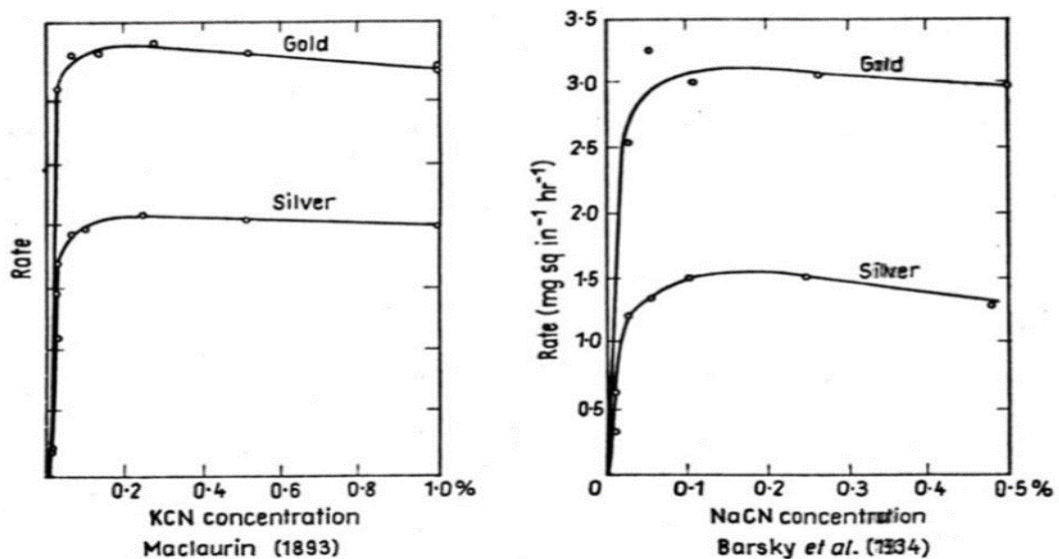 Gold
Silver
Rate
0·2
0·4
0·6
0·8
1·0%
KCN concentration
Maclaurin (1893)
3·5
3·0
2·5
2·0
1·5
1·0
0·5
Gold
Silver
Rate (mg sq in⁻¹ hr⁻¹)
0
0·1
0·2
0·3
0·4
0·5%
NaCN concentration
Barsky et al.